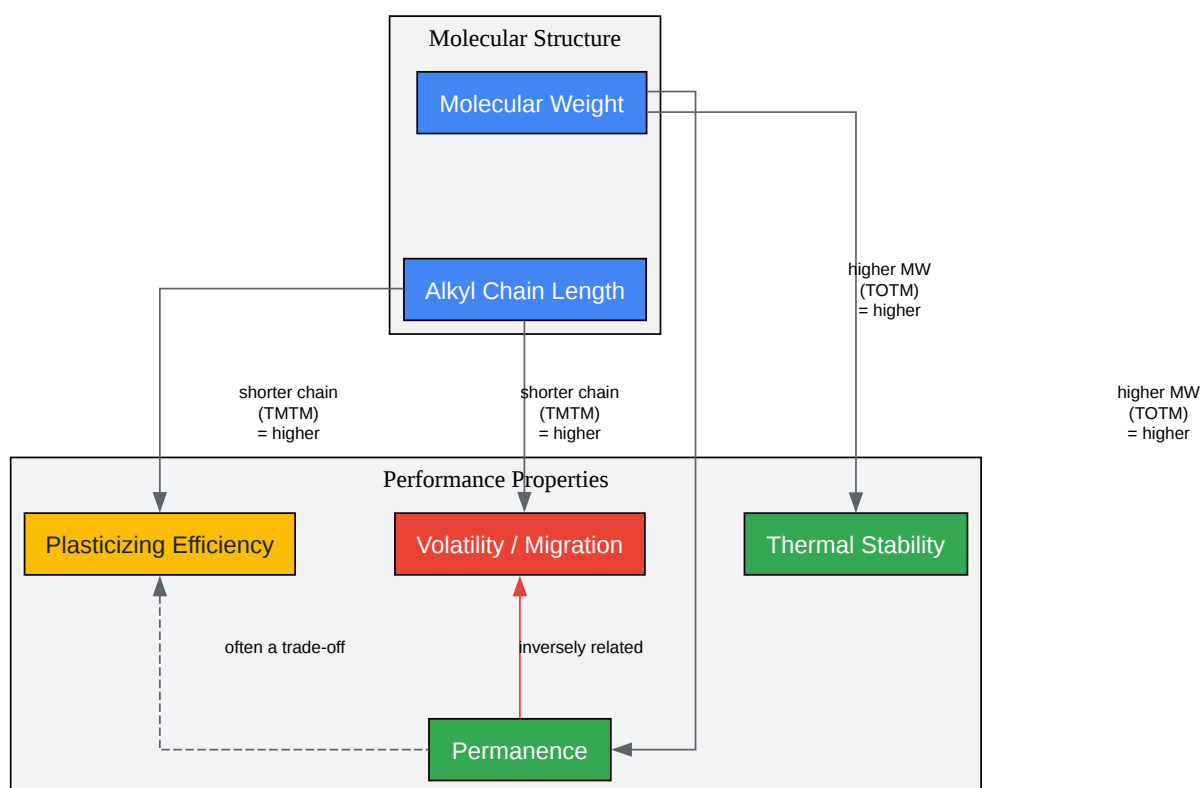 Molecular Structure
Molecular Weight
Alkyl Chain Length
higher MW
(TOTM)
= higher
shorter chain
(TMTM)
= higher
shorter chain
(TMTM)
= higher
higher MW
(TOTM)
= higher
Performance Properties
Plasticizing Efficiency
Volatility / Migration
Thermal Stability
often a trade-off
inversely related
Permanence